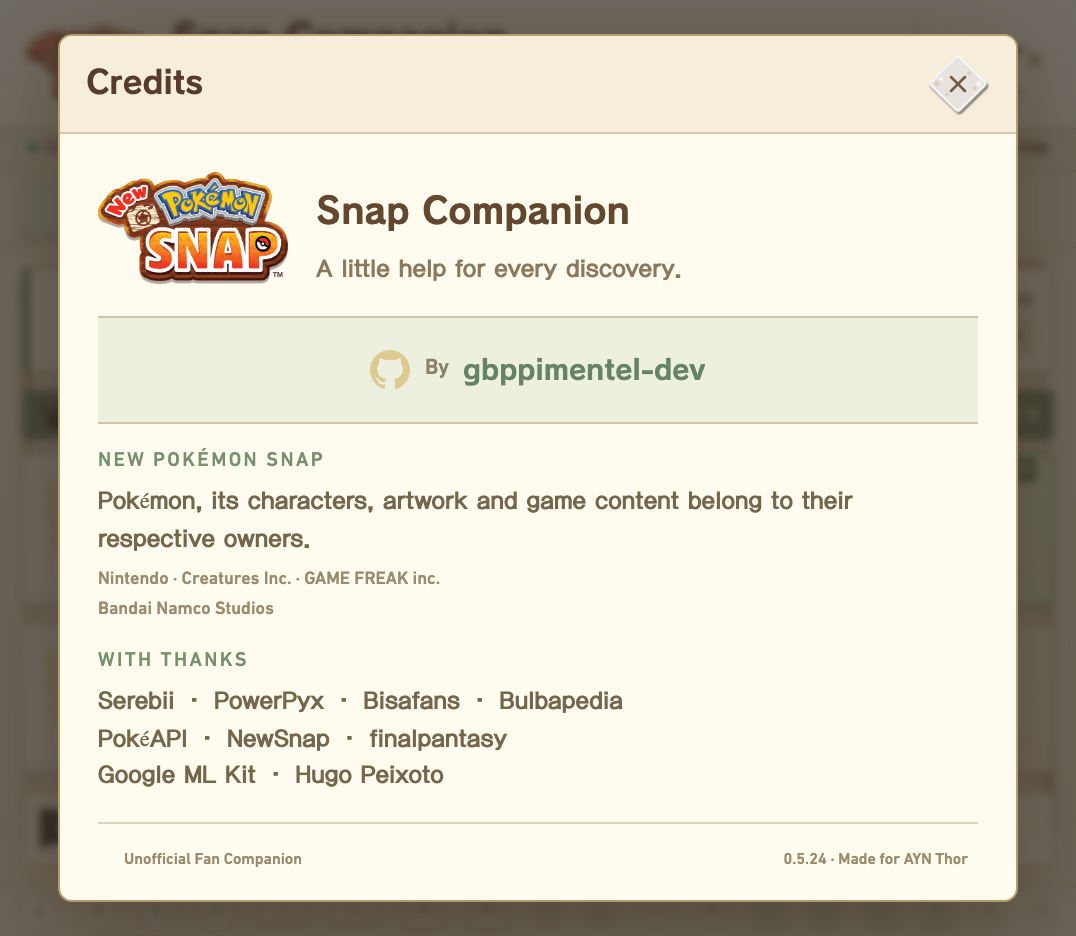 Credits
New Pokémon
SNAP
TM
Snap Companion
A little help for every discovery.
By gbppimentel-dev
NEW POKÉMON SNAP
Pokémon, its characters, artwork and game content belong to their
respective owners.
Nintendo · Creatures Inc. · GAME FREAK inc.
Bandai Namco Studios
WITH THANKS
Serebii · PowerPyx · Bisafans · Bulbapedia
PokéAPI · NewSnap · finalpantasy
Google ML Kit · Hugo Peixoto
Unofficial Fan Companion
0.5.24 · Made for AYN Thor